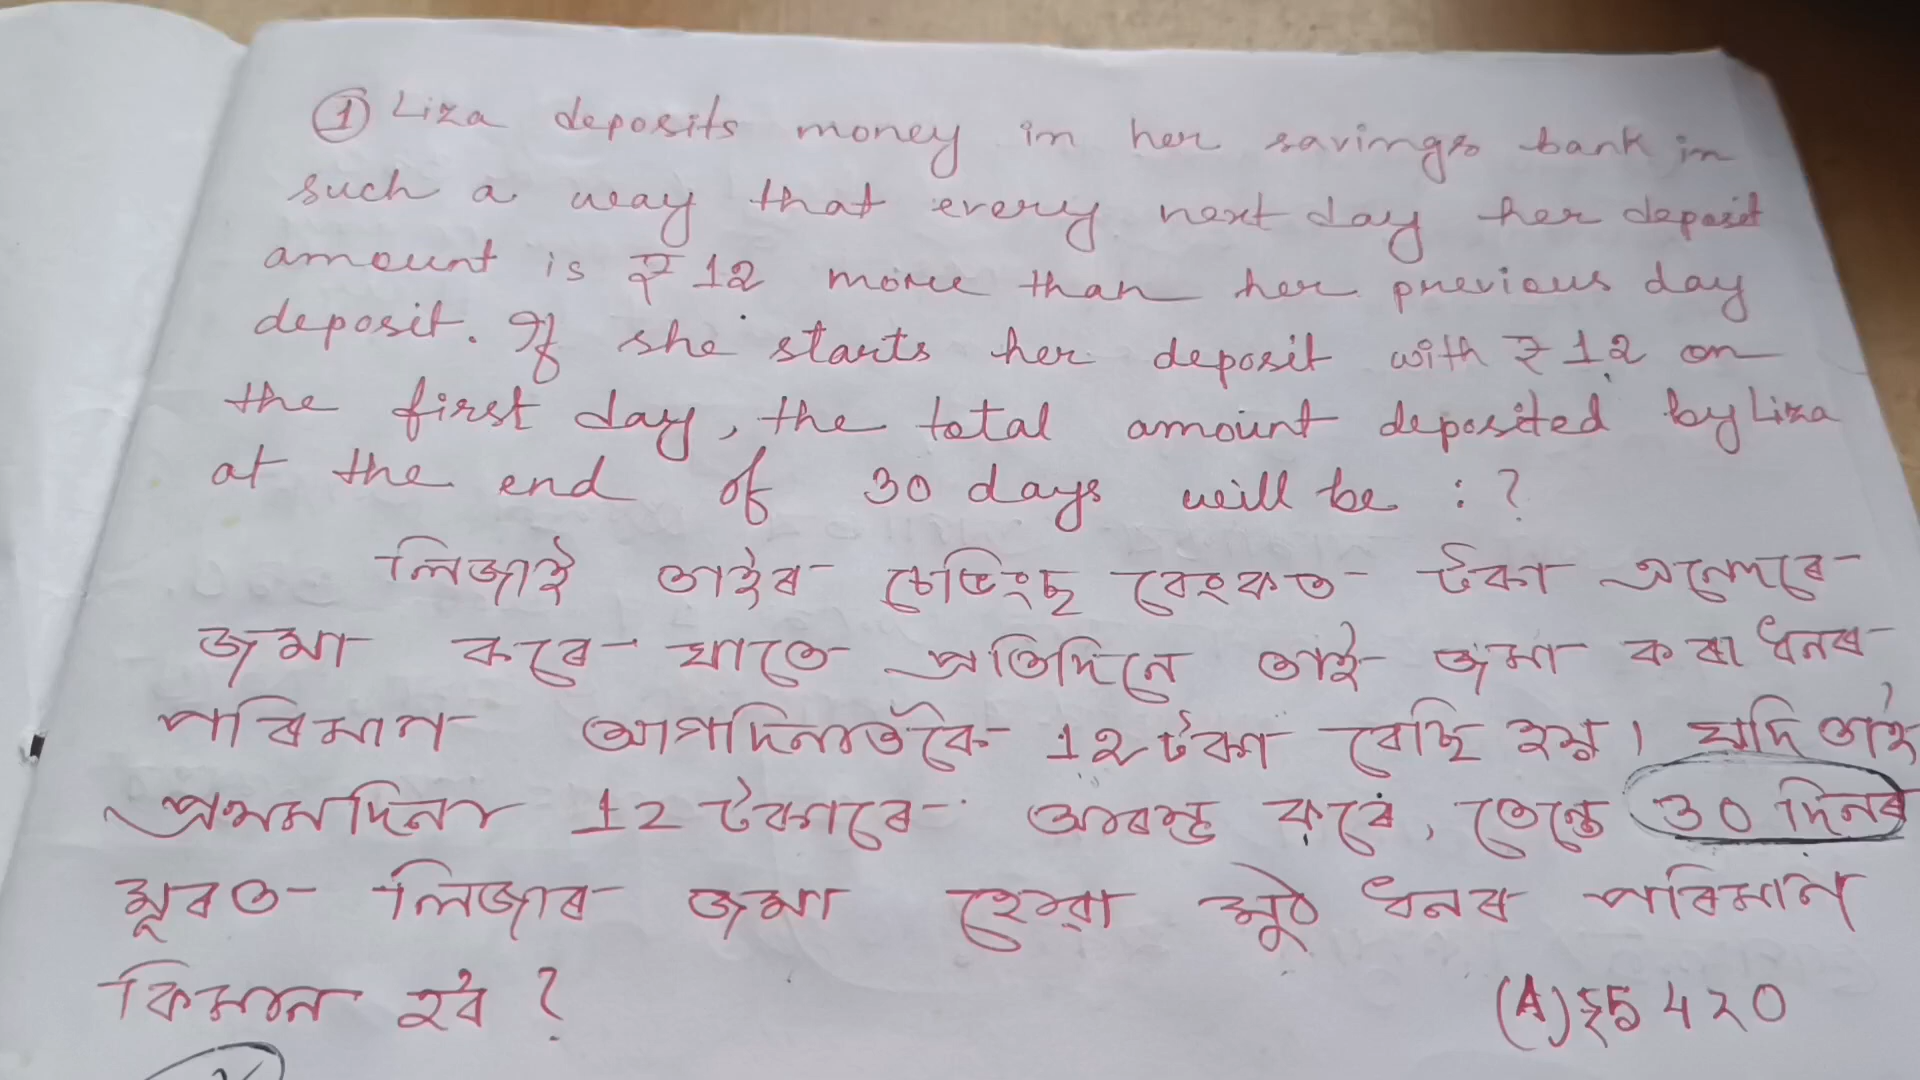 ① Liza deposits money in her savings bank in
such a way that every next day her deposit
amount is ₹ 12 more than her previous day
deposit. If she starts her deposit with ₹ 12 on
the first day, the total amount deposited by Liza
at the end of 30 days will be : ?
লিজাই তাইৰ চেভিংছ বেংকত টকা এনেদৰে
জমা কৰে যাতে প্ৰতিদিনে তাই জমা কৰা ধনৰ
পৰিমাণ আগদিনাতকৈ 12 টকা বেছি হয়। যদি তাই
প্ৰথমদিনা 12 টকাৰে আৰম্ভ কৰে, তেন্তে 30 দিনৰ
মূৰত লিজাৰ জমা হোৱা মুঠ ধনৰ পৰিমাণ
কিমান হব ?
(A) ₹5420